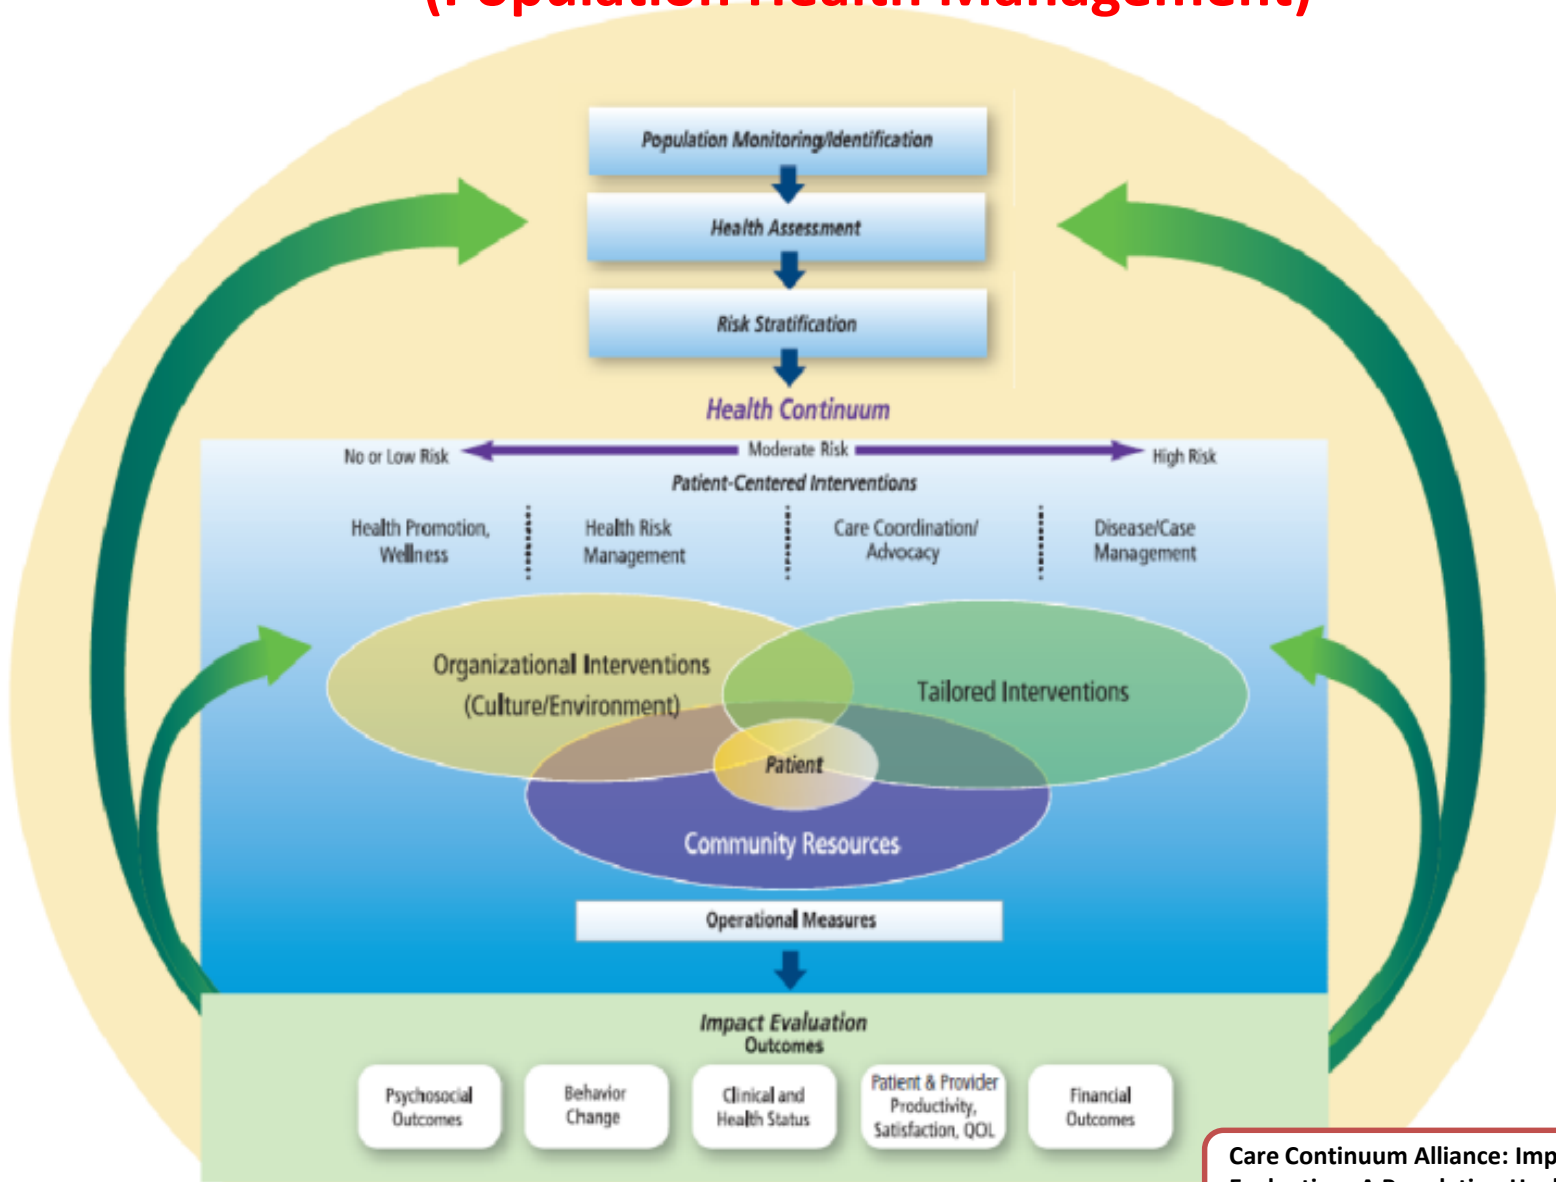 (Population Health Management)
Population Monitoring/Identification
Health Assessment
Risk Stratification
Health Continuum
No or Low Risk
Moderate Risk
High Risk
Patient-Centered Interventions
Health Promotion,
Wellness
Health Risk
Management
Care Coordination/
Advocacy
Disease/Case
Management
Organizational Interventions
(Culture/Environment)
Tailored Interventions
Patient
Community Resources
Operational Measures
Impact Evaluation
Outcomes
Psychosocial
Outcomes
Behavior
Change
Clinical and
Health Status
Patient & Provider
Productivity,
Satisfaction, QOL
Financial
Outcomes
Care Continuum Alliance: Imp